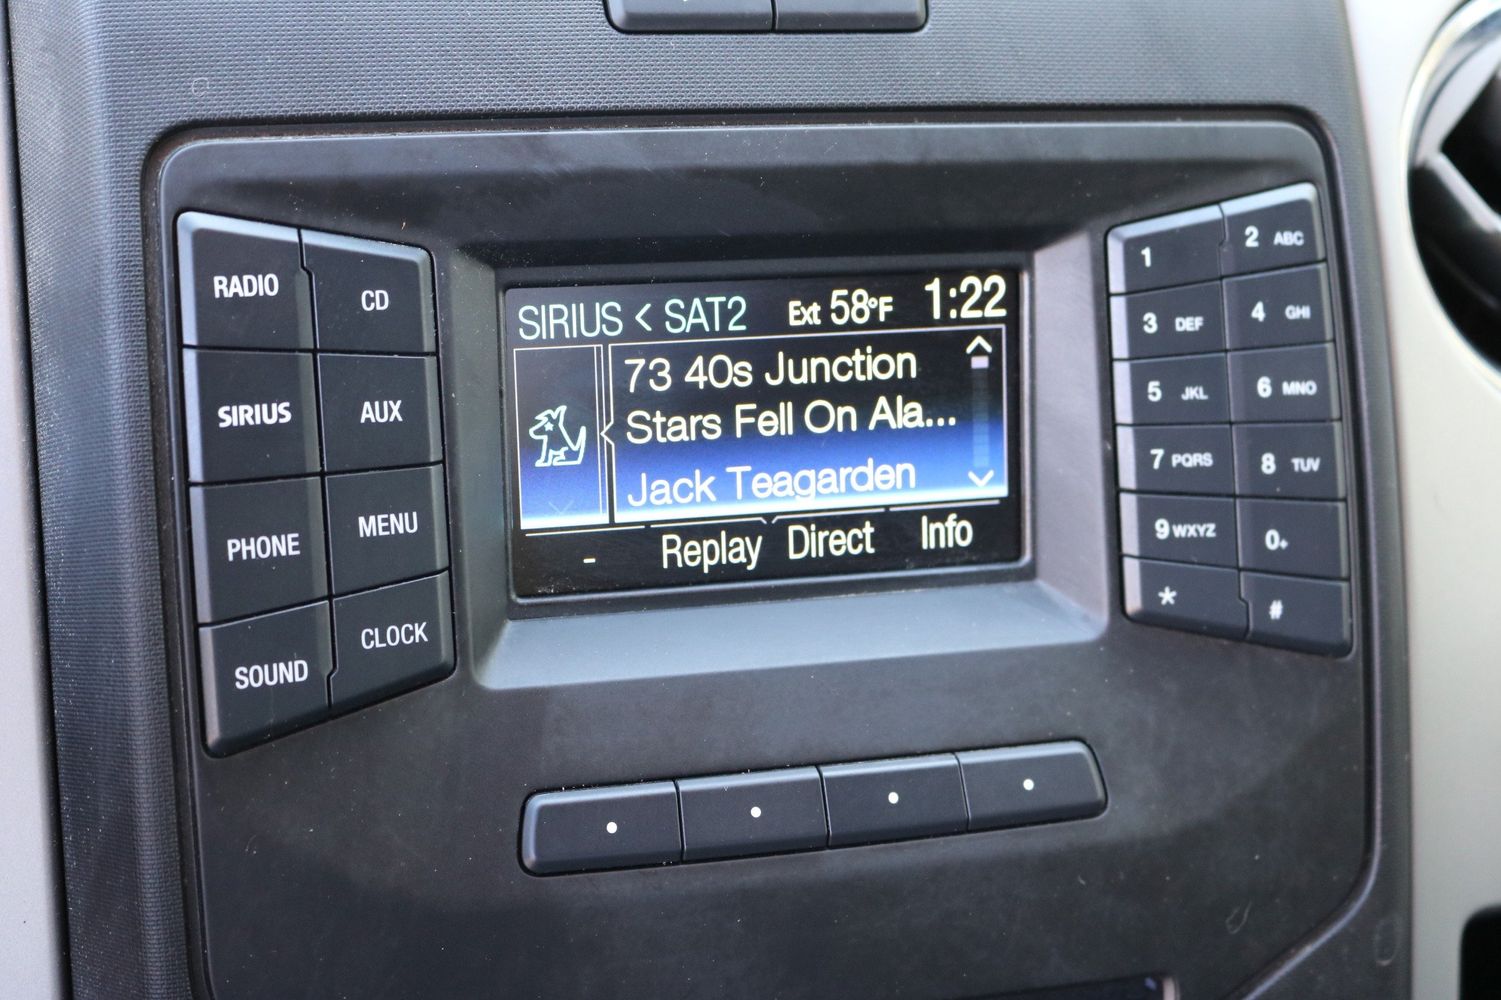 SIRIUS < SAT2 Ext 58°F 1:22
73 40s Junction
Stars Fell On Ala...
Jack Teagarden
- Replay Direct Info
RADIO CD
SIRIUS AUX
PHONE MENU
SOUND CLOCK
1 2 ABC
3 DEF 4 GHI
5 JKL 6 MNO
7 PQRS 8 TUV
9 WXYZ 0+
* #